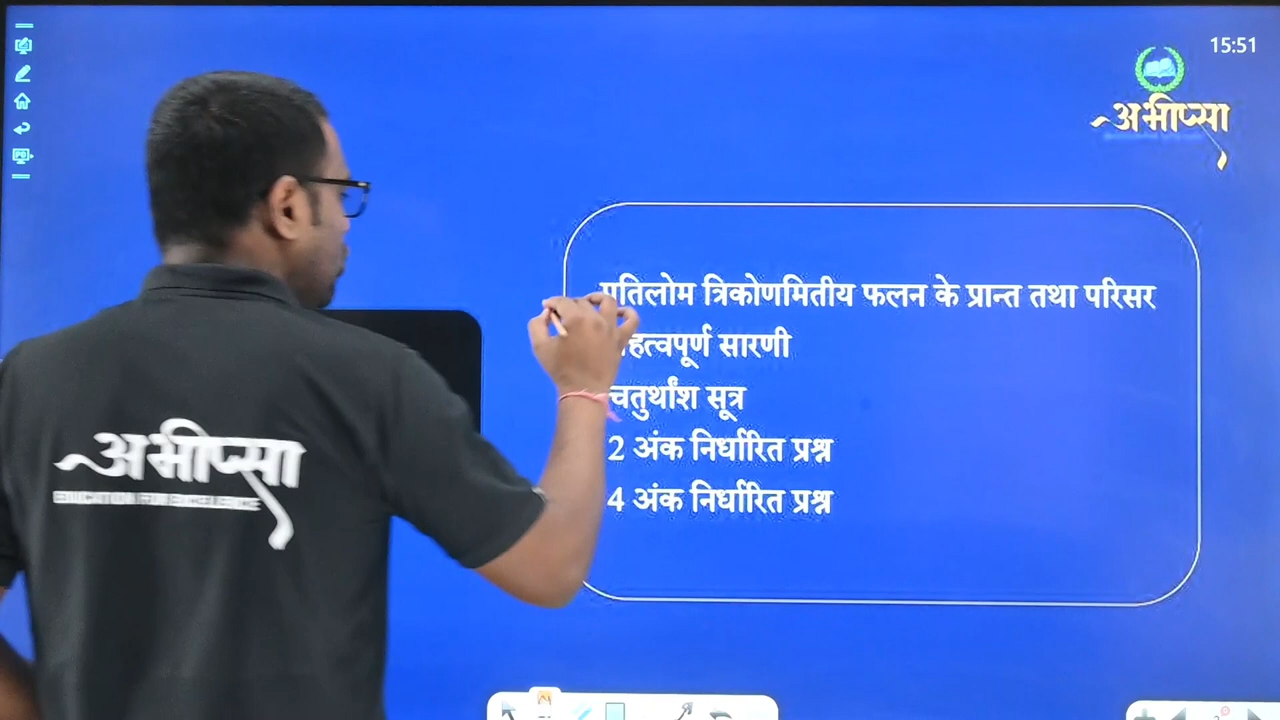 15:51
अभीप्सा
प्रतिलोम त्रिकोणमितीय फलन के प्रान्त तथा परिसर
महत्वपूर्ण सारणी
चतुर्थांश सूत्र
2 अंक निर्धारित प्रश्न
4 अंक निर्धारित प्रश्न
अभीप्सा